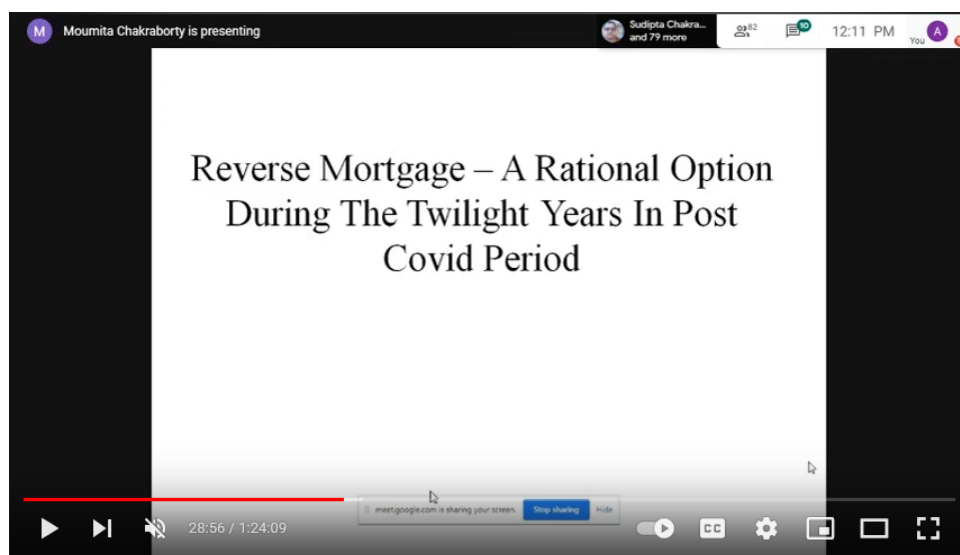 M Moumita Chakraborty is presenting
Sudipta Chakra...
and 79 more
82
10
12:11 PM
You A
Reverse Mortgage – A Rational Option
During The Twilight Years In Post
Covid Period
meet.google.com is sharing your screen. Stop sharing Hide
28:56 / 1:24:09
CC